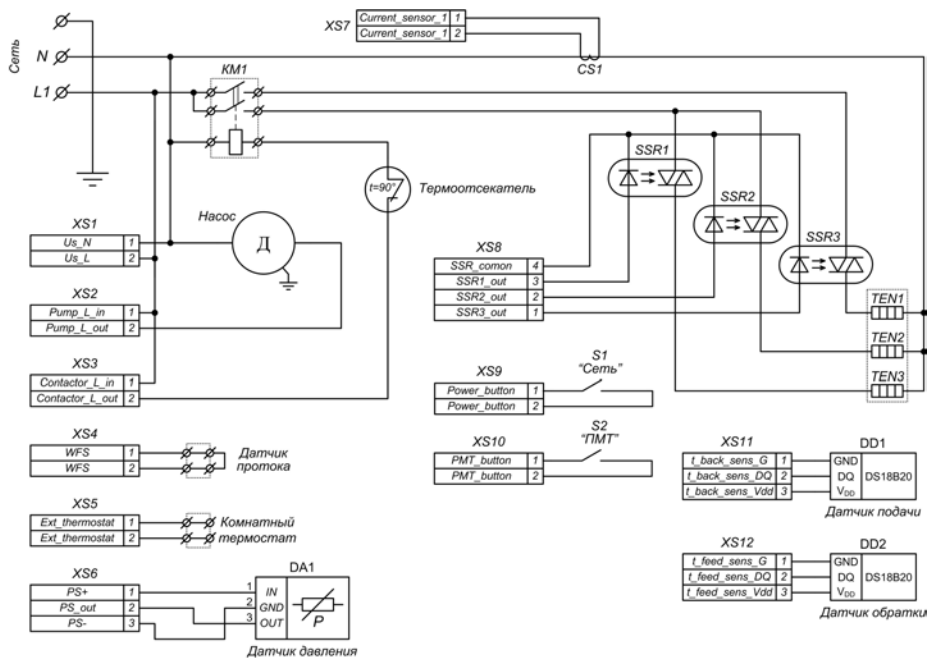 Сеть
N
L1
XS7
Current_sensor_1 1
Current_sensor_1 2
CS1
KM1
t=90°
Термоотсекатель
SSR1
SSR2
SSR3
XS1
Us_N 1
Us_L 2
Насос
Д
XS2
Pump_L_in 1
Pump_L_out 2
XS3
Contactor_L_in 1
Contactor_L_out 2
XS8
SSR_comon 4
SSR1_out 3
SSR2_out 2
SSR3_out 1
TEN1
TEN2
TEN3
XS9
Power_button 1
Power_button 2
S1
“Сеть”
XS10
PMT_button 1
PMT_button 2
S2
“ПМТ”
XS4
WFS 1
WFS 2
Датчик
протока
XS5
Ext_thermostat 1
Ext_thermostat 2
Комнатный
термостат
XS6
PS+ 1
PS_out 2
PS- 3
DA1
1 IN
2 GND
3 OUT
P
Датчик давления
XS11
t_back_sens_G 1
t_back_sens_DQ 2
t_back_sens_Vdd 3
DD1
GND
DQ DS18B20
VDD
Датчик подачи
XS12
t_feed_sens_G 1
t_feed_sens_DQ 2
t_feed_sens_Vdd 3
DD2
GND
DQ DS18B20
VDD
Датчик обратки